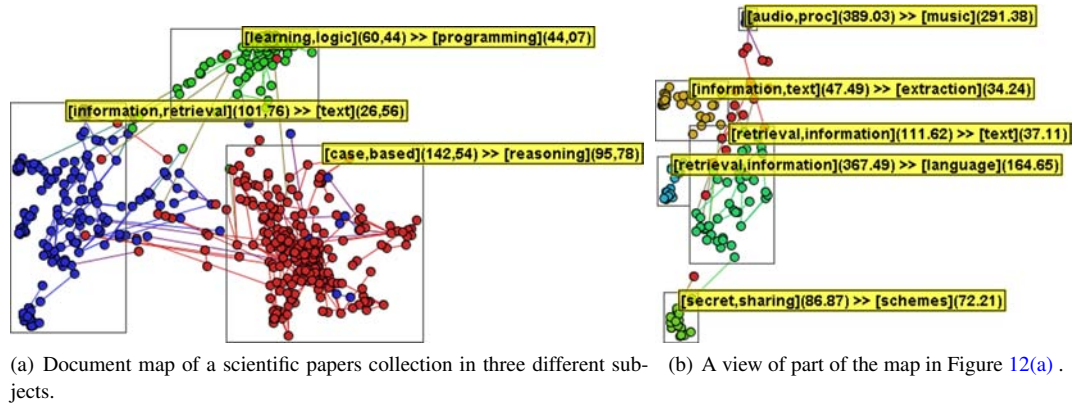 [learning,logic](60,44) >> [programming](44,07)
[information,retrieval](101,76) >> [text](26,56)
[case,based](142,54) >> [reasoning](95,78)
(a) Document map of a scientific papers collection in three different sub-
jects.
[audio,proc](389.03) >> [music](291.38)
[information,text](47.49) >> [extraction](34.24)
[retrieval,information](111.62) >> [text](37.11)
[retrieval,information](367.49) >> [language](164.65)
[secret,sharing](86.87) >> [schemes](72.21)
(b) A view of part of the map in Figure 12(a) .